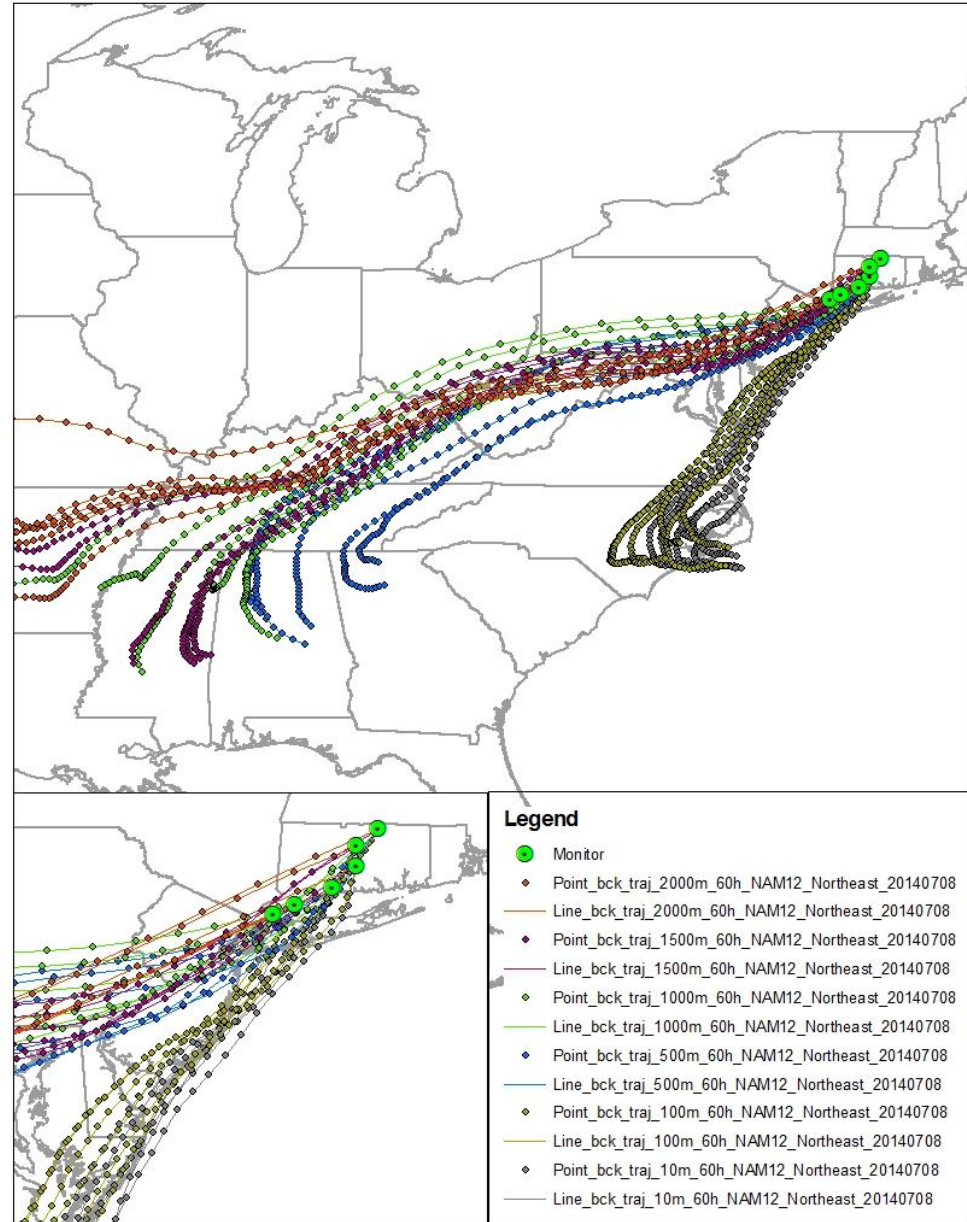 Legend
Monitor
Point_bck_traj_2000m_60h_NAM12_Northeast_20140708
Line_bck_traj_2000m_60h_NAM12_Northeast_20140708
Point_bck_traj_1500m_60h_NAM12_Northeast_20140708
Line_bck_traj_1500m_60h_NAM12_Northeast_20140708
Point_bck_traj_1000m_60h_NAM12_Northeast_20140708
Line_bck_traj_1000m_60h_NAM12_Northeast_20140708
Point_bck_traj_500m_60h_NAM12_Northeast_20140708
Line_bck_traj_500m_60h_NAM12_Northeast_20140708
Point_bck_traj_100m_60h_NAM12_Northeast_20140708
Line_bck_traj_100m_60h_NAM12_Northeast_20140708
Point_bck_traj_10m_60h_NAM12_Northeast_20140708
Line_bck_traj_10m_60h_NAM12_Northeast_20140708